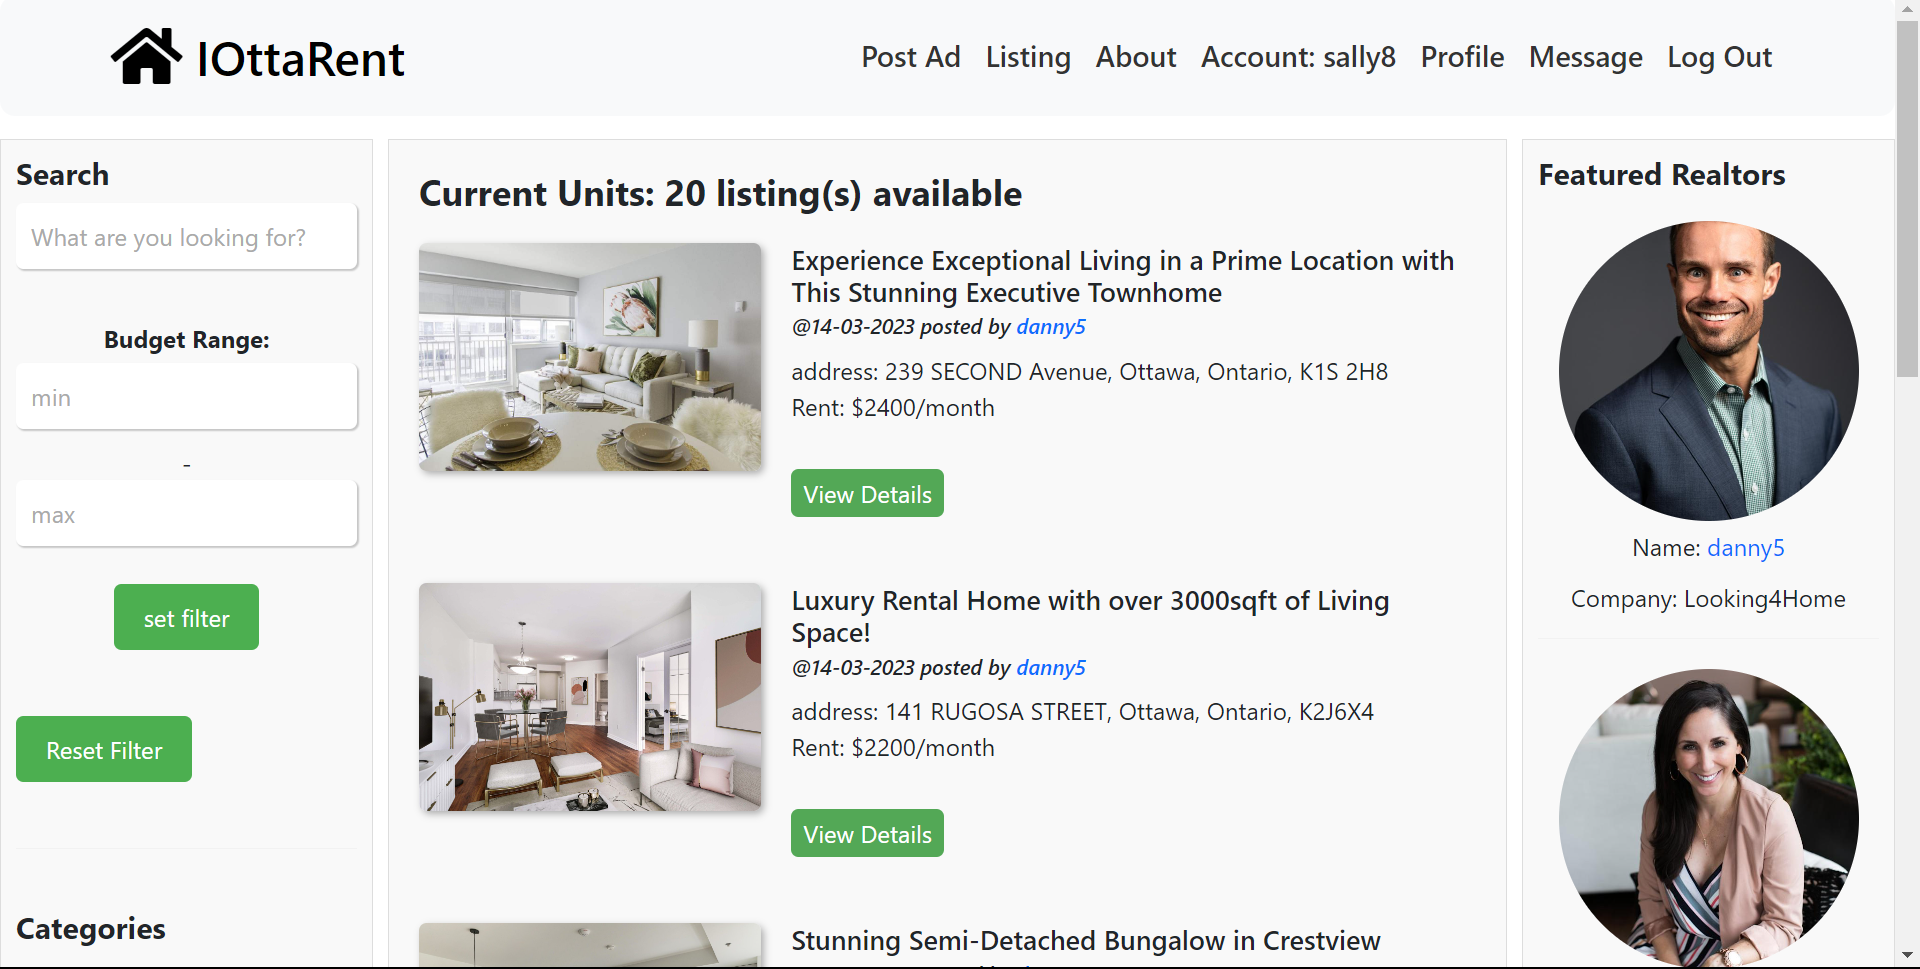 IOttaRent
Post Ad Listing About Account: sally8 Profile Message Log Out
Search
What are you looking for?
Budget Range:
min
-
max
set filter
Reset Filter
Categories
Current Units: 20 listing(s) available
Experience Exceptional Living in a Prime Location with
This Stunning Executive Townhome
@14-03-2023 posted by danny5
address: 239 SECOND Avenue, Ottawa, Ontario, K1S 2H8
Rent: $2400/month
View Details
Luxury Rental Home with over 3000sqft of Living
Space!
@14-03-2023 posted by danny5
address: 141 RUGOSA STREET, Ottawa, Ontario, K2J6X4
Rent: $2200/month
View Details
Stunning Semi-Detached Bungalow in Crestview
Featured Realtors
Name: danny5
Company: Looking4Home